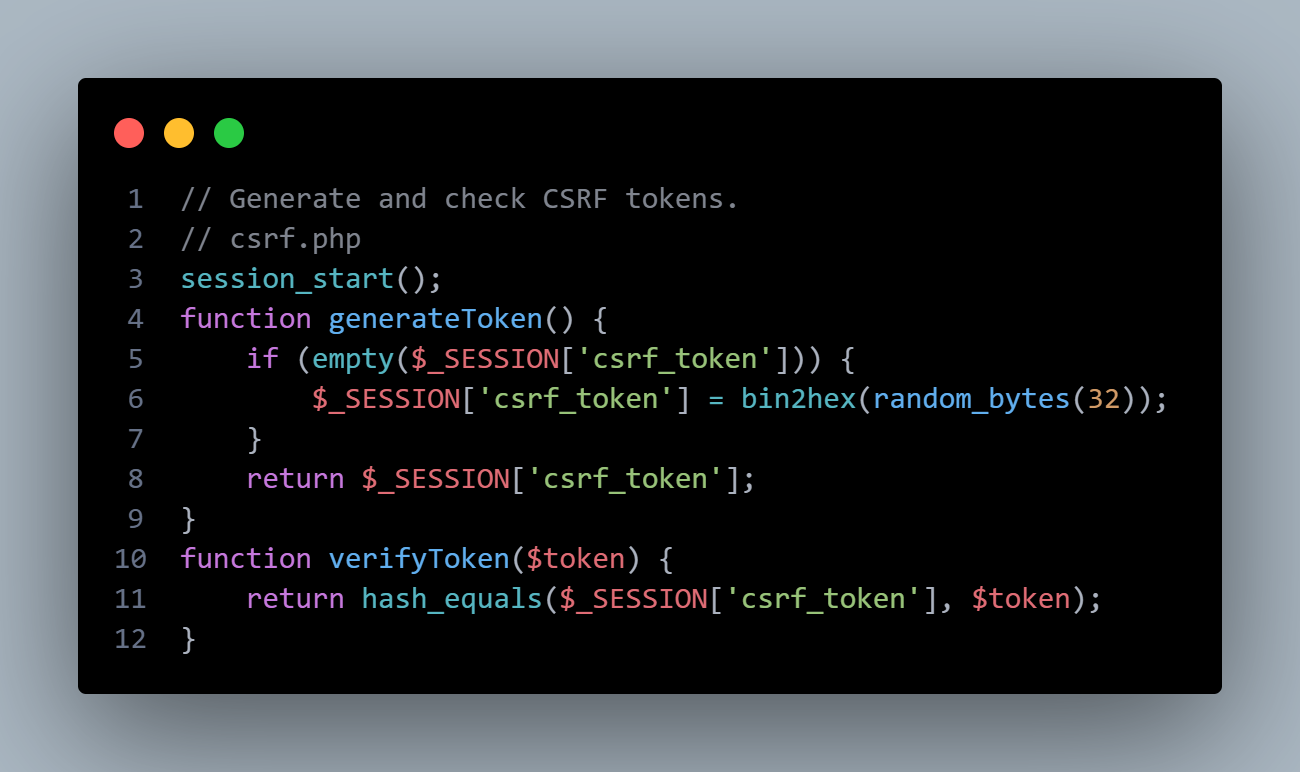 1 // Generate and check CSRF tokens.
2 // csrf.php
3 session_start();
4 function generateToken() {
5     if (empty($_SESSION['csrf_token'])) {
6         $_SESSION['csrf_token'] = bin2hex(random_bytes(32));
7     }
8     return $_SESSION['csrf_token'];
9 }
10 function verifyToken($token) {
11     return hash_equals($_SESSION['csrf_token'], $token);
12 }